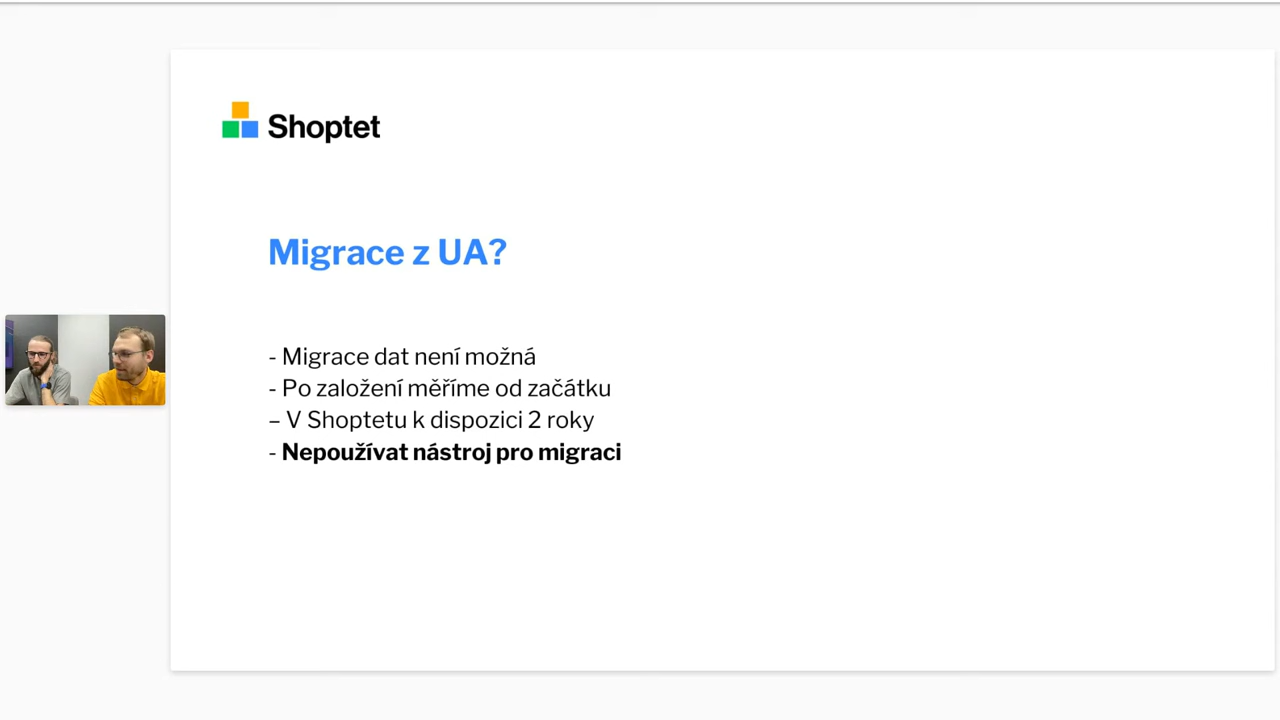 Shoptet
Migrace z UA?
- Migrace dat není možná
- Po založení měříme od začátku
– V Shoptetu k dispozici 2 roky
- Nepoužívat nástroj pro migraci